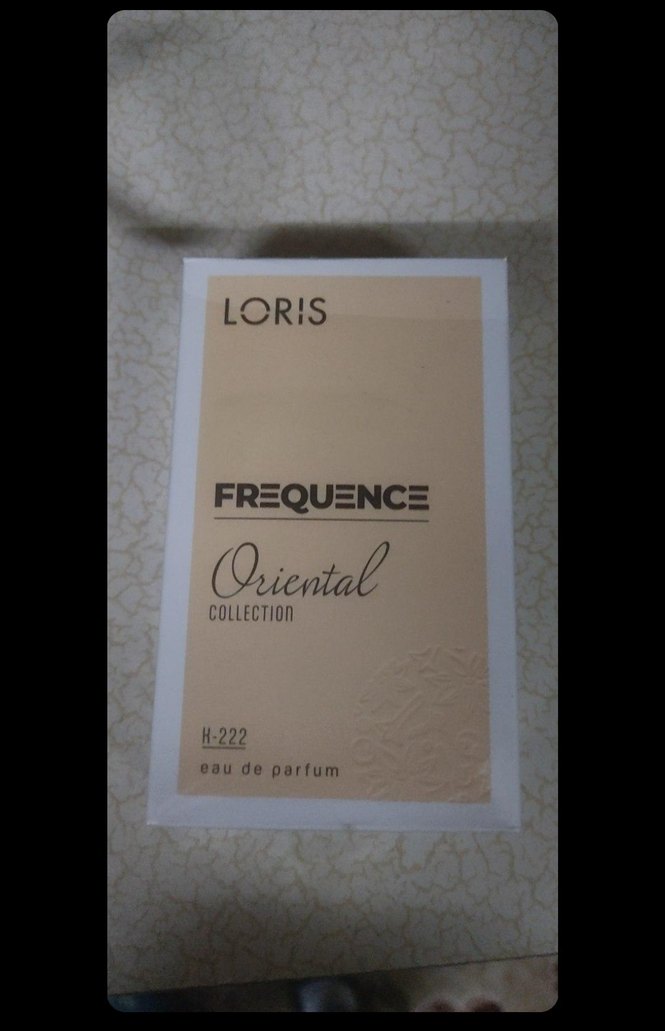 LORIS
FREQUENCE
Oriental
COLLECTION
K-222
eau de parfum